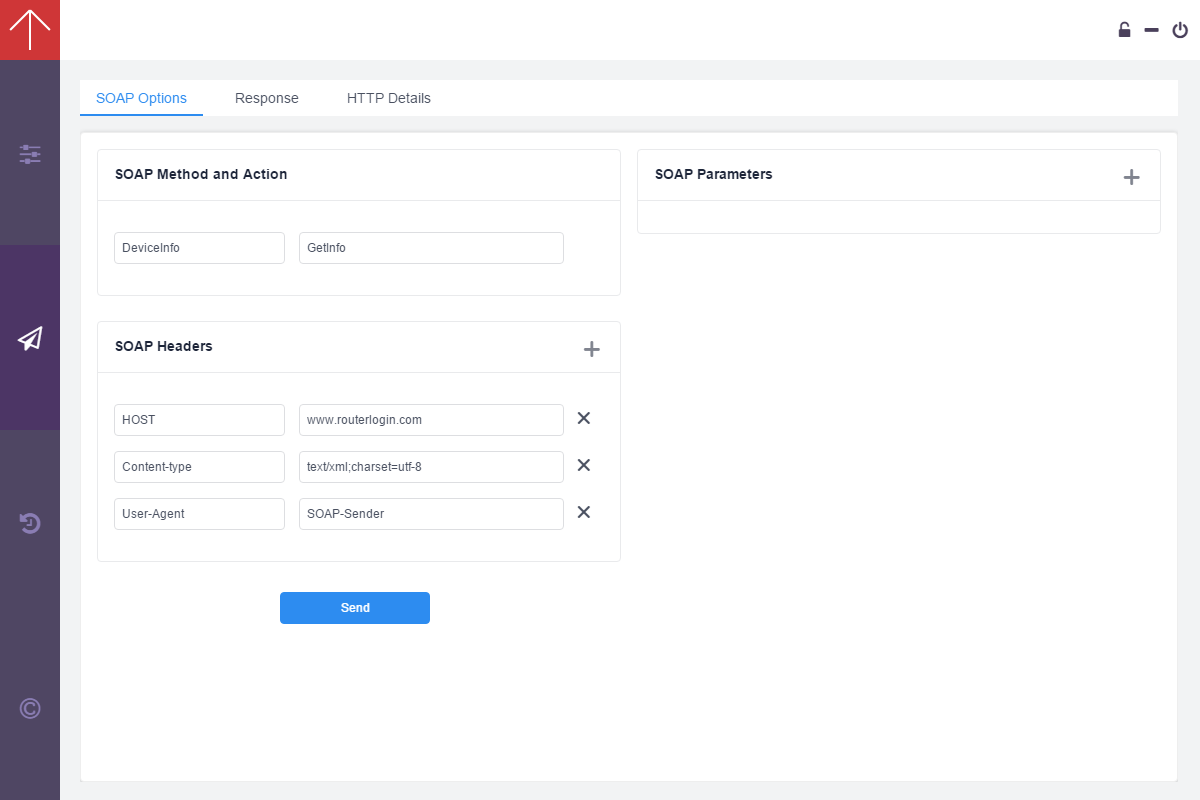 SOAP Options Response HTTP Details
SOAP Method and Action
DeviceInfo GetInfo
SOAP Headers
HOST www.routerlogin.com
Content-type text/xml;charset=utf-8
User-Agent SOAP-Sender
Send
SOAP Parameters